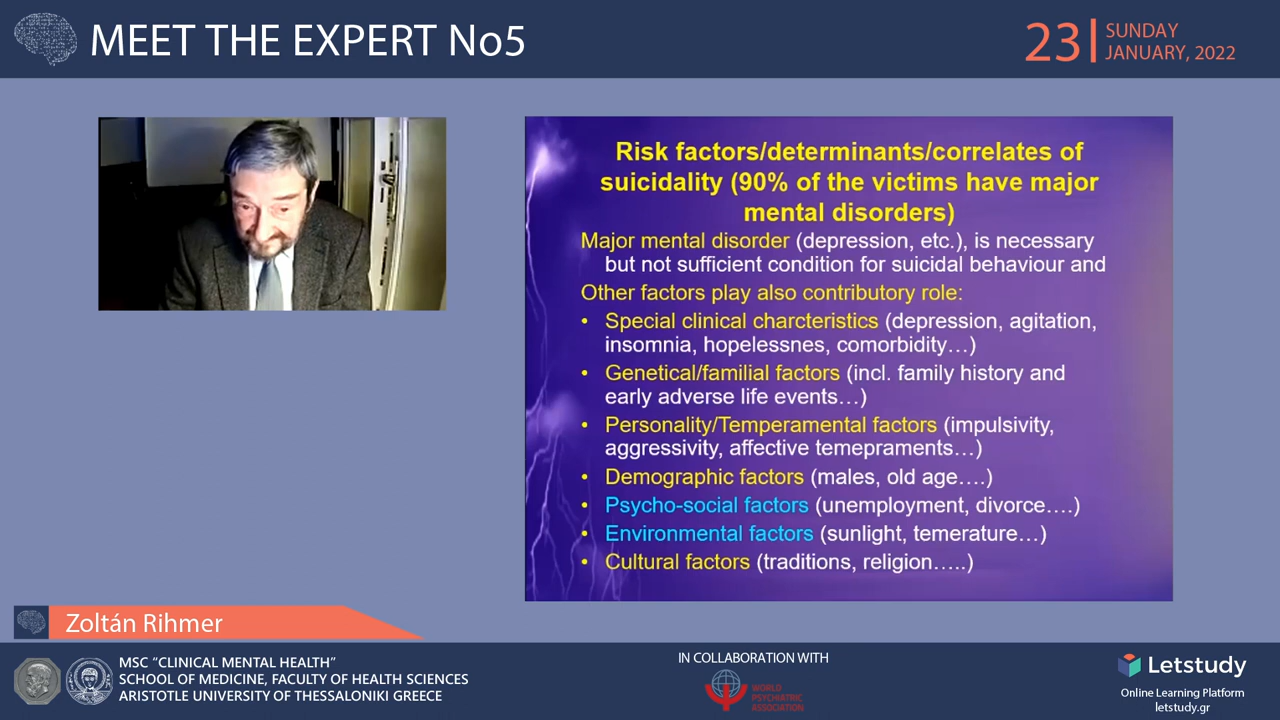 MEET THE EXPERT No5
23
SUNDAY
JANUARY, 2022
Risk factors/determinants/correlates of
suicidality (90% of the victims have major
mental disorders)
Major mental disorder (depression, etc.), is necessary
but not sufficient condition for suicidal behaviour and
Other factors play also contributory role:
• Special clinical charcteristics (depression, agitation,
insomnia, hopelessnes, comorbidity…)
• Genetical/familial factors (incl. family history and
early adverse life events…)
• Personality/Temperamental factors (impulsivity,
aggressivity, affective temepraments…)
• Demographic factors (males, old age….)
• Psycho-social factors (unemployment, divorce….)
• Environmental factors (sunlight, temerature…)
• Cultural factors (traditions, religion…..)
Zoltán Rihmer
MSC “CLINICAL MENTAL HEALTH”
SCHOOL OF MEDICINE, FACULTY OF HEALTH SCIENCES
ARISTOTLE UNIVERSITY OF THESSALONIKI GREECE
IN COLLABORATION WITH
WORLD
PSYCHIATRIC
ASSOCIATION
Letstudy
Online Learning Platform
letstudy.gr